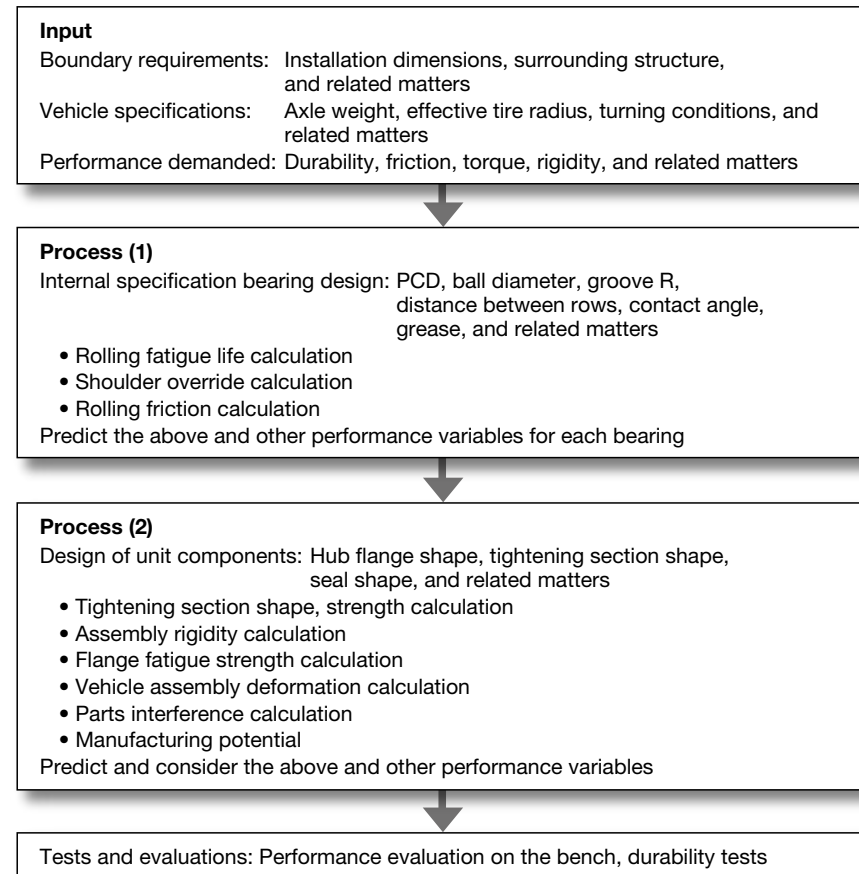 Input
Boundary requirements: Installation dimensions, surrounding structure,
and related matters
Vehicle specifications: Axle weight, effective tire radius, turning conditions, and
related matters
Performance demanded: Durability, friction, torque, rigidity, and related matters
Process (1)
Internal specification bearing design: PCD, ball diameter, groove R,
distance between rows, contact angle,
grease, and related matters
• Rolling fatigue life calculation
• Shoulder override calculation
• Rolling friction calculation
Predict the above and other performance variables for each bearing
Process (2)
Design of unit components: Hub flange shape, tightening section shape,
seal shape, and related matters
• Tightening section shape, strength calculation
• Assembly rigidity calculation
• Flange fatigue strength calculation
• Vehicle assembly deformation calculation
• Parts interference calculation
• Manufacturing potential
Predict and consider the above and other performance variables
Tests and evaluations: Performance evaluation on the bench, durability tests